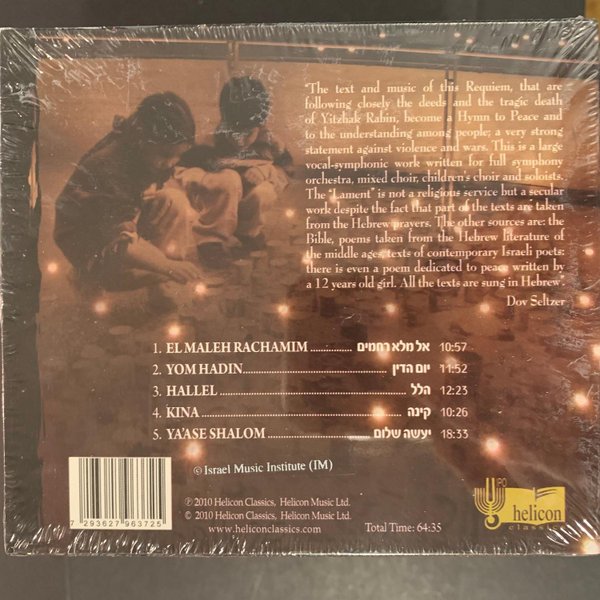 "The text and music of this Requiem, that are
following closely the deeds and the tragic death
of Yitzhak Rabin, become a Hymn to Peace and
to the understanding among people; a very strong
statement against violence and wars. This is a large
vocal-symphonic work written for full symphony
orchestra, mixed choir, children's choir and soloists.
The "Lament" is not a religious service but a secular
work despite the fact that part of the texts are taken
from the Hebrew prayers. The other sources are: the
Bible, poems taken from the Hebrew literature of
the middle ages, texts of contemporary Israeli poets:
there is even a poem dedicated to peace written by
a 12 years old girl. All the texts are sung in Hebrew".
Dov Seltzer
1. EL MALEH RACHAMIM .............. אל מלא רחמים 10:57
2. YOM HADIN ................................................ יום הדין 11:52
3. HALLEL ............................................................ הלל 12:23
4. KINA .................................................................. קינה 10:26
5. YA'ASE SHALOM ................................ יעשה שלום 18:33
© Israel Music Institute (IM)
℗ 2010 Helicon Classics, Helicon Music Ltd.
© 2010 Helicon Classics, Helicon Music Ltd.
www.heliconclassics.com
Total Time: 64:35
7 293627 963725
IPO
helicon
classics